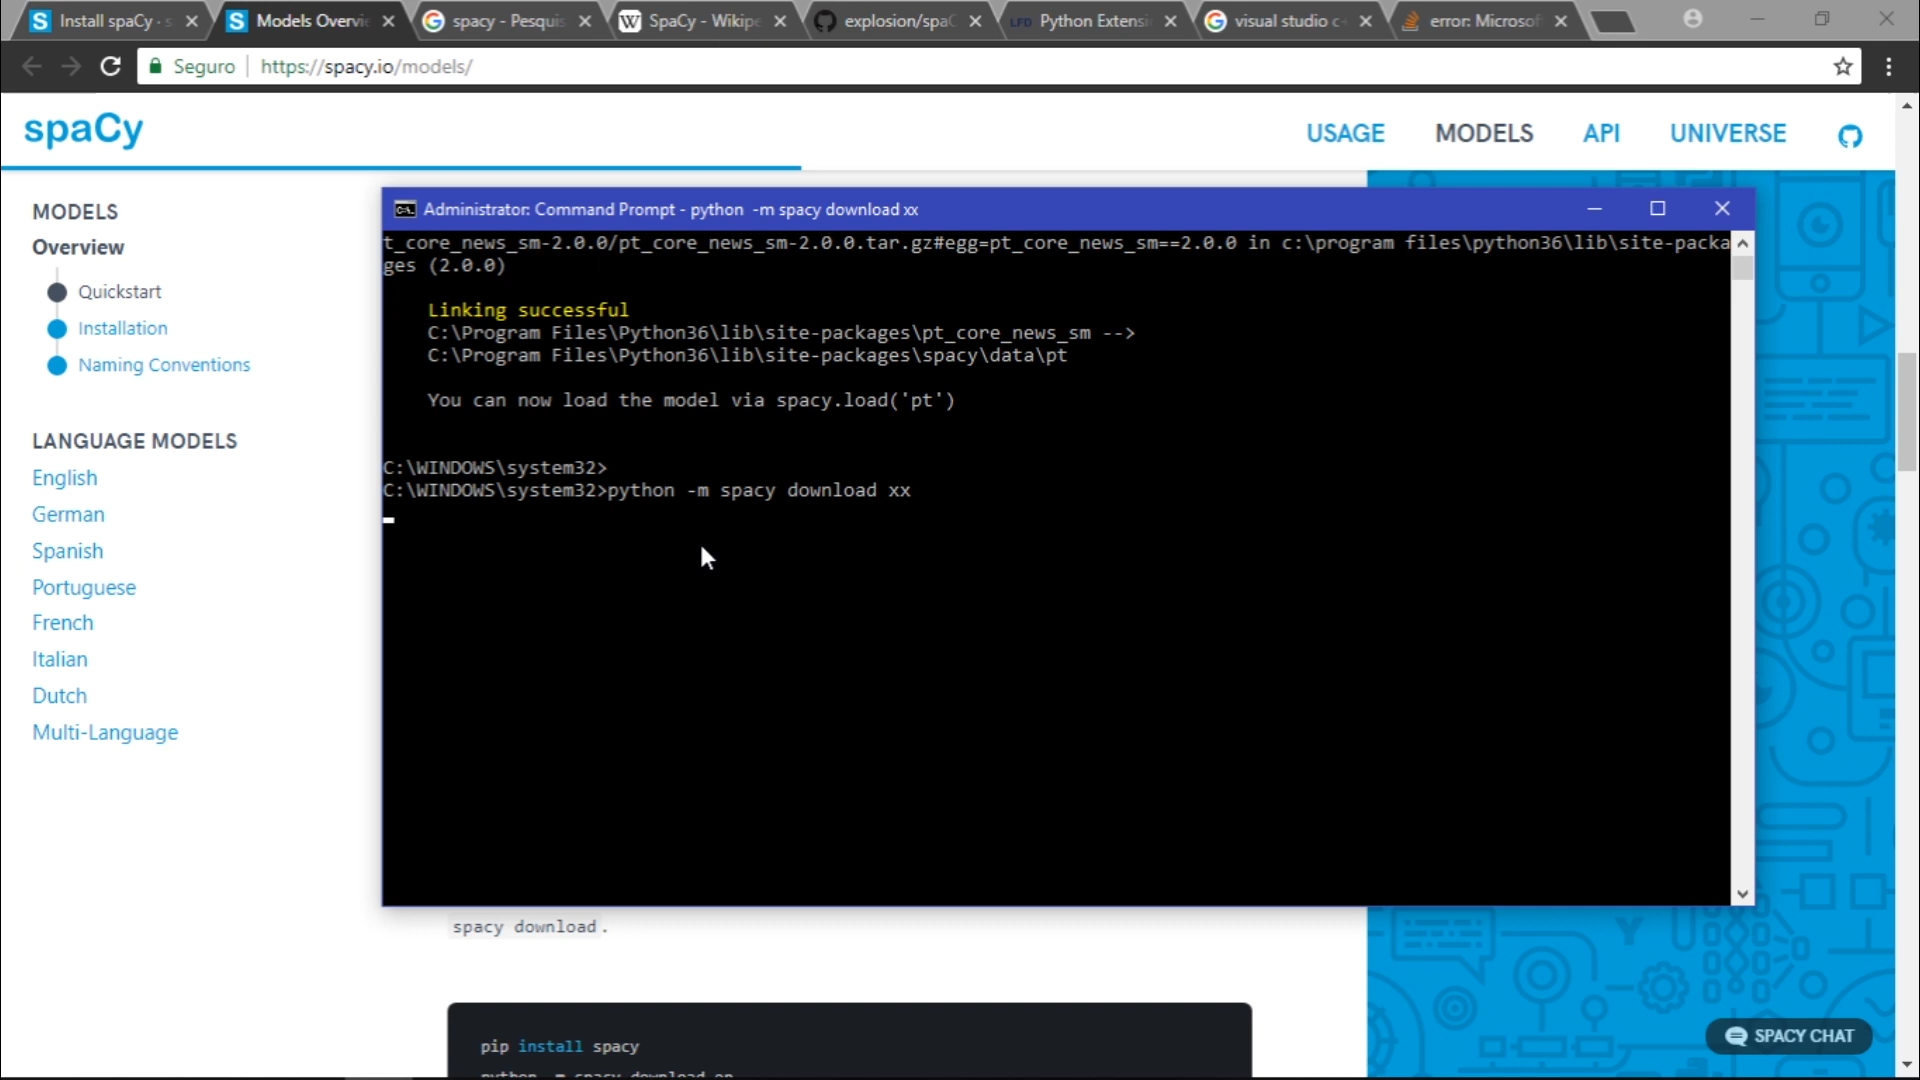 Install spaCy · s
Models Overvie
spacy - Pesquis
SpaCy - Wikipe
explosion/spaC
LFD Python Extensi
visual studio c+
error: Microsof
Seguro https://spacy.io/models/
spaCy
USAGE MODELS API UNIVERSE
MODELS
Overview
Quickstart
Installation
Naming Conventions
LANGUAGE MODELS
English
German
Spanish
Portuguese
French
Italian
Dutch
Multi-Language
Administrator: Command Prompt - python -m spacy download xx
t_core_news_sm-2.0.0/pt_core_news_sm-2.0.0.tar.gz#egg=pt_core_news_sm==2.0.0 in c:\program files\python36\lib\site-packa
ges (2.0.0)
Linking successful
C:\Program Files\Python36\lib\site-packages\pt_core_news_sm -->
C:\Program Files\Python36\lib\site-packages\spacy\data\pt
You can now load the model via spacy.load('pt')
C:\WINDOWS\system32>
C:\WINDOWS\system32>python -m spacy download xx
spacy download.
pip install spacy
python -m spacy download en
SPACY CHAT